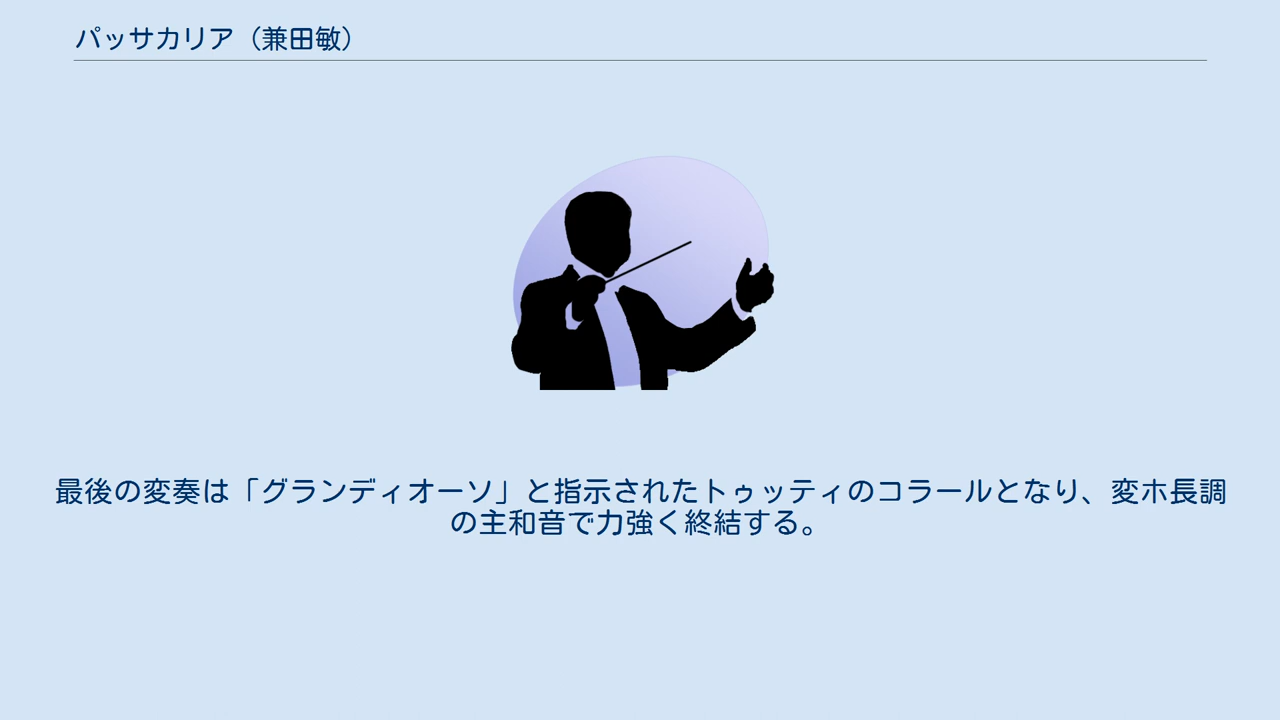 パッサカリア（兼田敏）
最後の変奏は「グランディオーソ」と指示されたトゥッティのコラールとなり、変ホ長調
の主和音で力強く終結する。